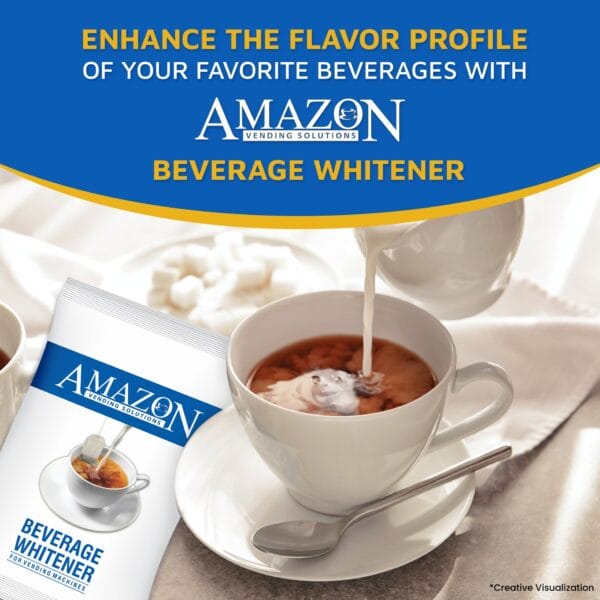 ENHANCE THE FLAVOR PROFILE
OF YOUR FAVORITE BEVERAGES WITH
AMAZON
VENDING SOLUTIONS
BEVERAGE WHITENER
AMAZON
VENDING SOLUTIONS
BEVERAGE
WHITENER
FOR VENDING MACHINES
*Creative Visualization